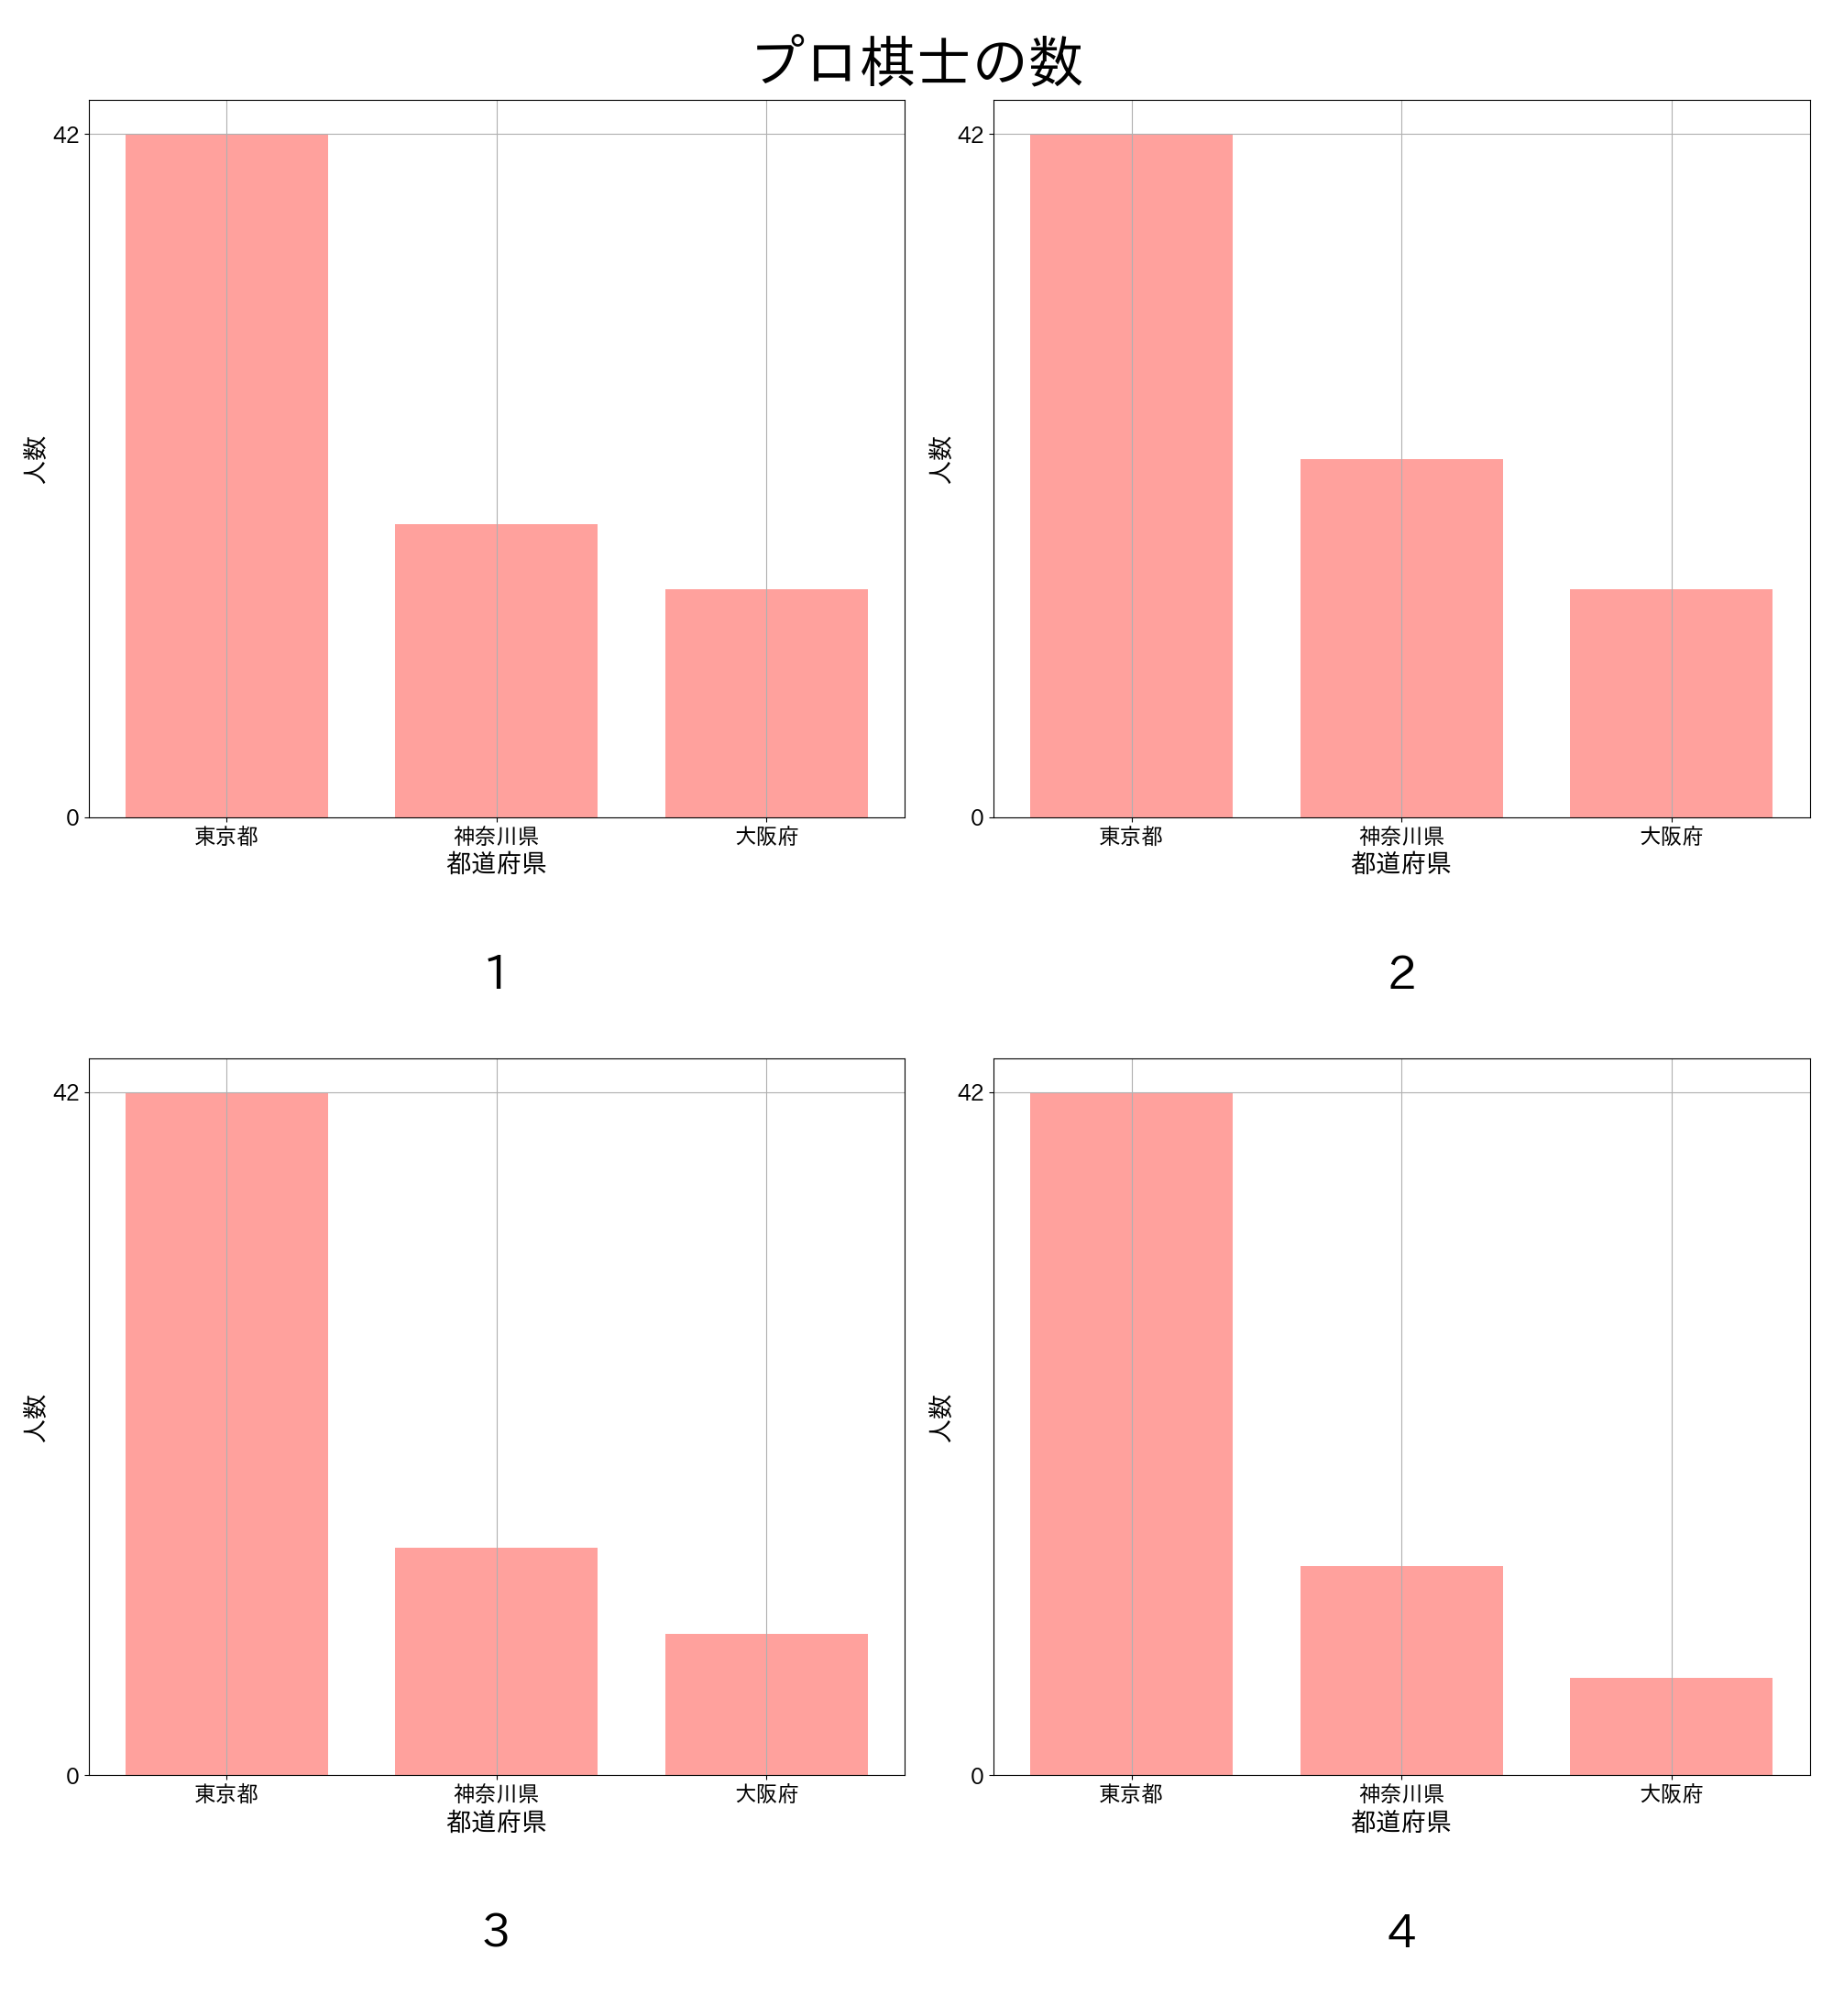 プロ棋士の数
42
人数
0
東京都 神奈川県 大阪府
都道府県
1
42
人数
0
東京都 神奈川県 大阪府
都道府県
2
42
人数
0
東京都 神奈川県 大阪府
都道府県
3
42
人数
0
東京都 神奈川県 大阪府
都道府県
4